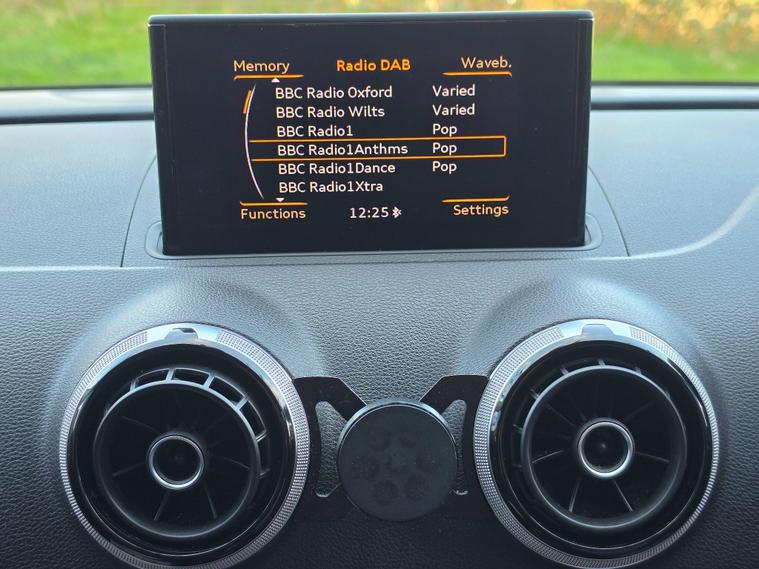 Memory Radio DAB Waveb.
BBC Radio Oxford Varied
BBC Radio Wilts Varied
BBC Radio1 Pop
BBC Radio1Anthms Pop
BBC Radio1Dance Pop
BBC Radio1Xtra
Functions 12:25 Settings